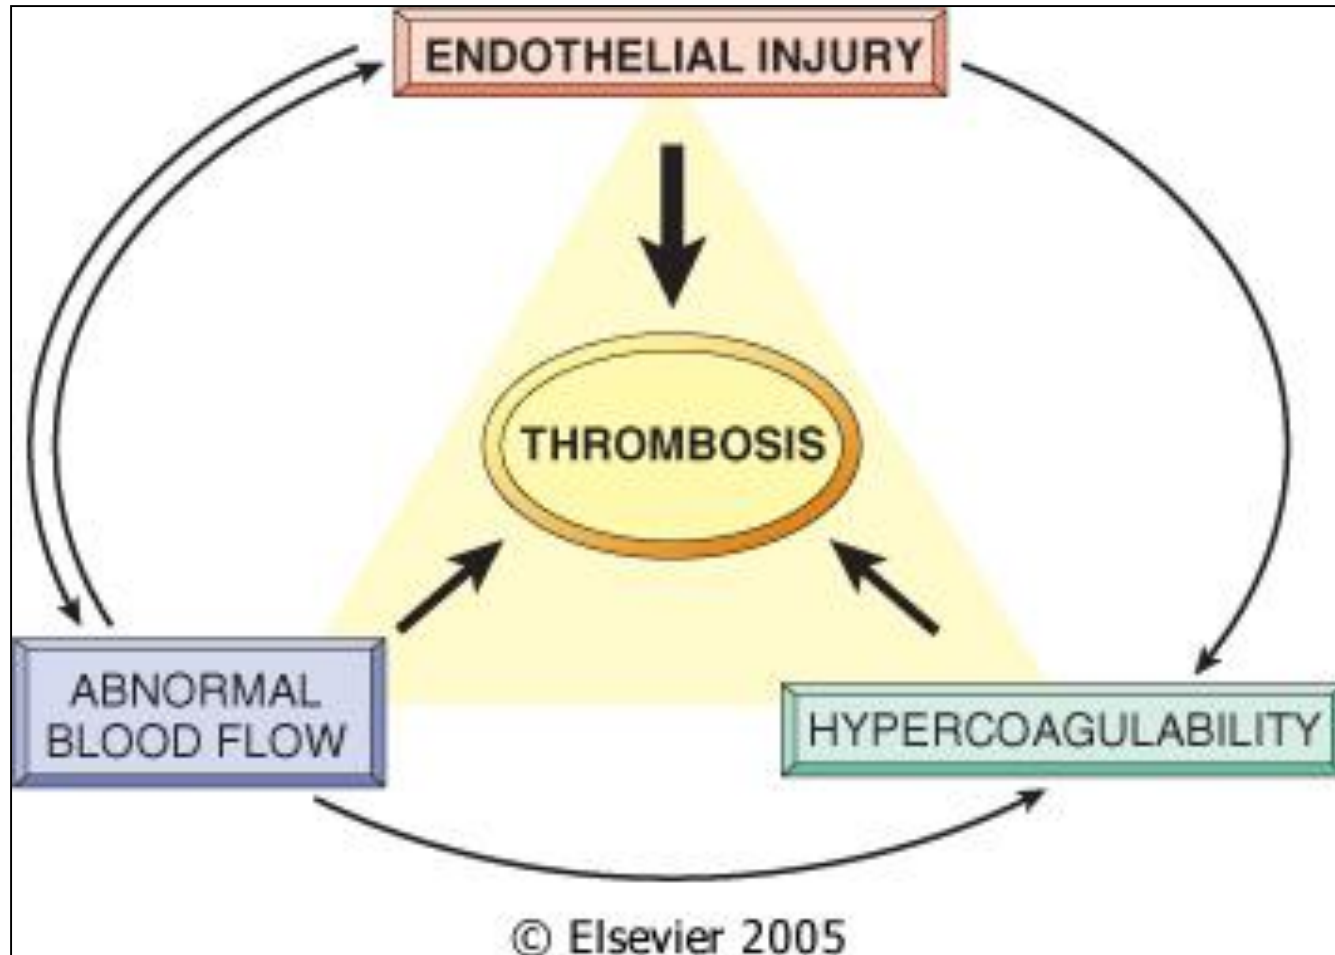 ENDOTHELIAL INJURY
THROMBOSIS
ABNORMAL
BLOOD FLOW
HYPERCOAGULABILITY
© Elsevier 2005